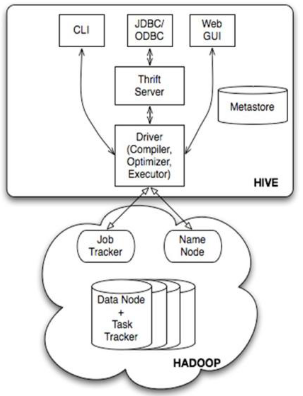 CLI
JDBC/
ODBC
Web
GUI
Thrift
Server
Metastore
Driver
(Compiler,
Optimizer,
Executor)
HIVE
Job
Tracker
Name
Node
Data Node
+
Task
Tracker
HADOOP